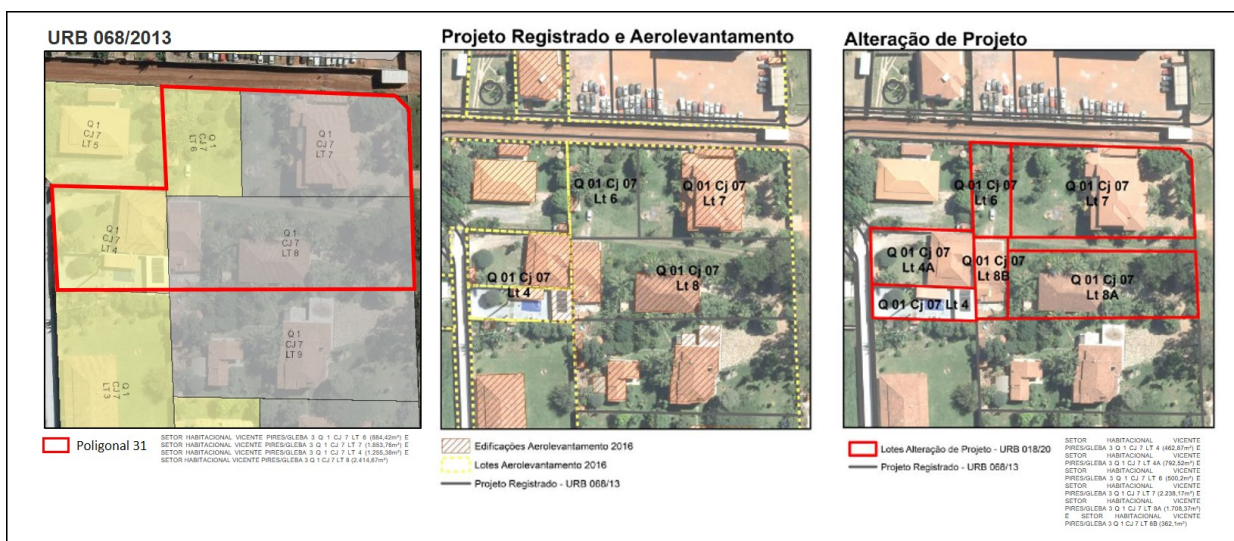 URB 068/2013
Q 1
CJ 7
LT 5
Q 1
CJ 7
LT 6
Q 1
CJ 7
LT 7
Q 1
CJ 7
LT 4
Q 1
CJ 7
LT 8
Q 1
CJ 7
LT 9
Q 1
CJ 7
LT 3
Poligonal 31
SETOR HABITACIONAL VICENTE PIRES/GLEBA 3 Q 1 CJ 7 LT 6 (884,42m²) E
SETOR HABITACIONAL VICENTE PIRES/GLEBA 3 Q 1 CJ 7 LT 7 (1.853,76m²) E
SETOR HABITACIONAL VICENTE PIRES/GLEBA 3 Q 1 CJ 7 LT 4 (1.255,38m²) E
SETOR HABITACIONAL VICENTE PIRES/GLEBA 3 Q 1 CJ 7 LT 8 (2.414,67m²)
Projeto Registrado e Aerolevantamento
Q 01 Cj 07
Lt 6
Q 01 Cj 07
Lt 7
Q 01 Cj 07
Lt 4
Q 01 Cj 07
Lt 8
Edificações Aerolevantamento 2016
Lotes Aerolevantamento 2016
Projeto Registrado - URB 068/13
Alteração de Projeto
Q 01 Cj 07
Lt 6
Q 01 Cj 07
Lt 7
Q 01 Cj 07
Lt 4A
Q 01 Cj 07
Lt 8B
Q 01 Cj 07
Lt 8A
Q 01 Cj 07 Lt 4
Lotes Alteração de Projeto - URB 018/20
Projeto Registrado - URB 068/13
SETOR HABITACIONAL VICENTE
PIRES/GLEBA 3 Q 1 CJ 7 LT 4 (462,87m²) E
SETOR HABITACIONAL VICENTE
PIRES/GLEBA 3 Q 1 CJ 7 LT 4A (792,52m²) E
SETOR HABITACIONAL VICENTE
PIRES/GLEBA 3 Q 1 CJ 7 LT 6 (500,2m²) E
SETOR HABITACIONAL VICENTE
PIRES/GLEBA 3 Q 1 CJ 7 LT 7 (2.238,17m²) E
SETOR HABITACIONAL VICENTE
PIRES/GLEBA 3 Q 1 CJ 7 LT 8A (1.708,37m²)
E SETOR HABITACIONAL VICENTE
PIRES/GLEBA 3 Q 1 CJ 7 LT 8B (362,1m²)